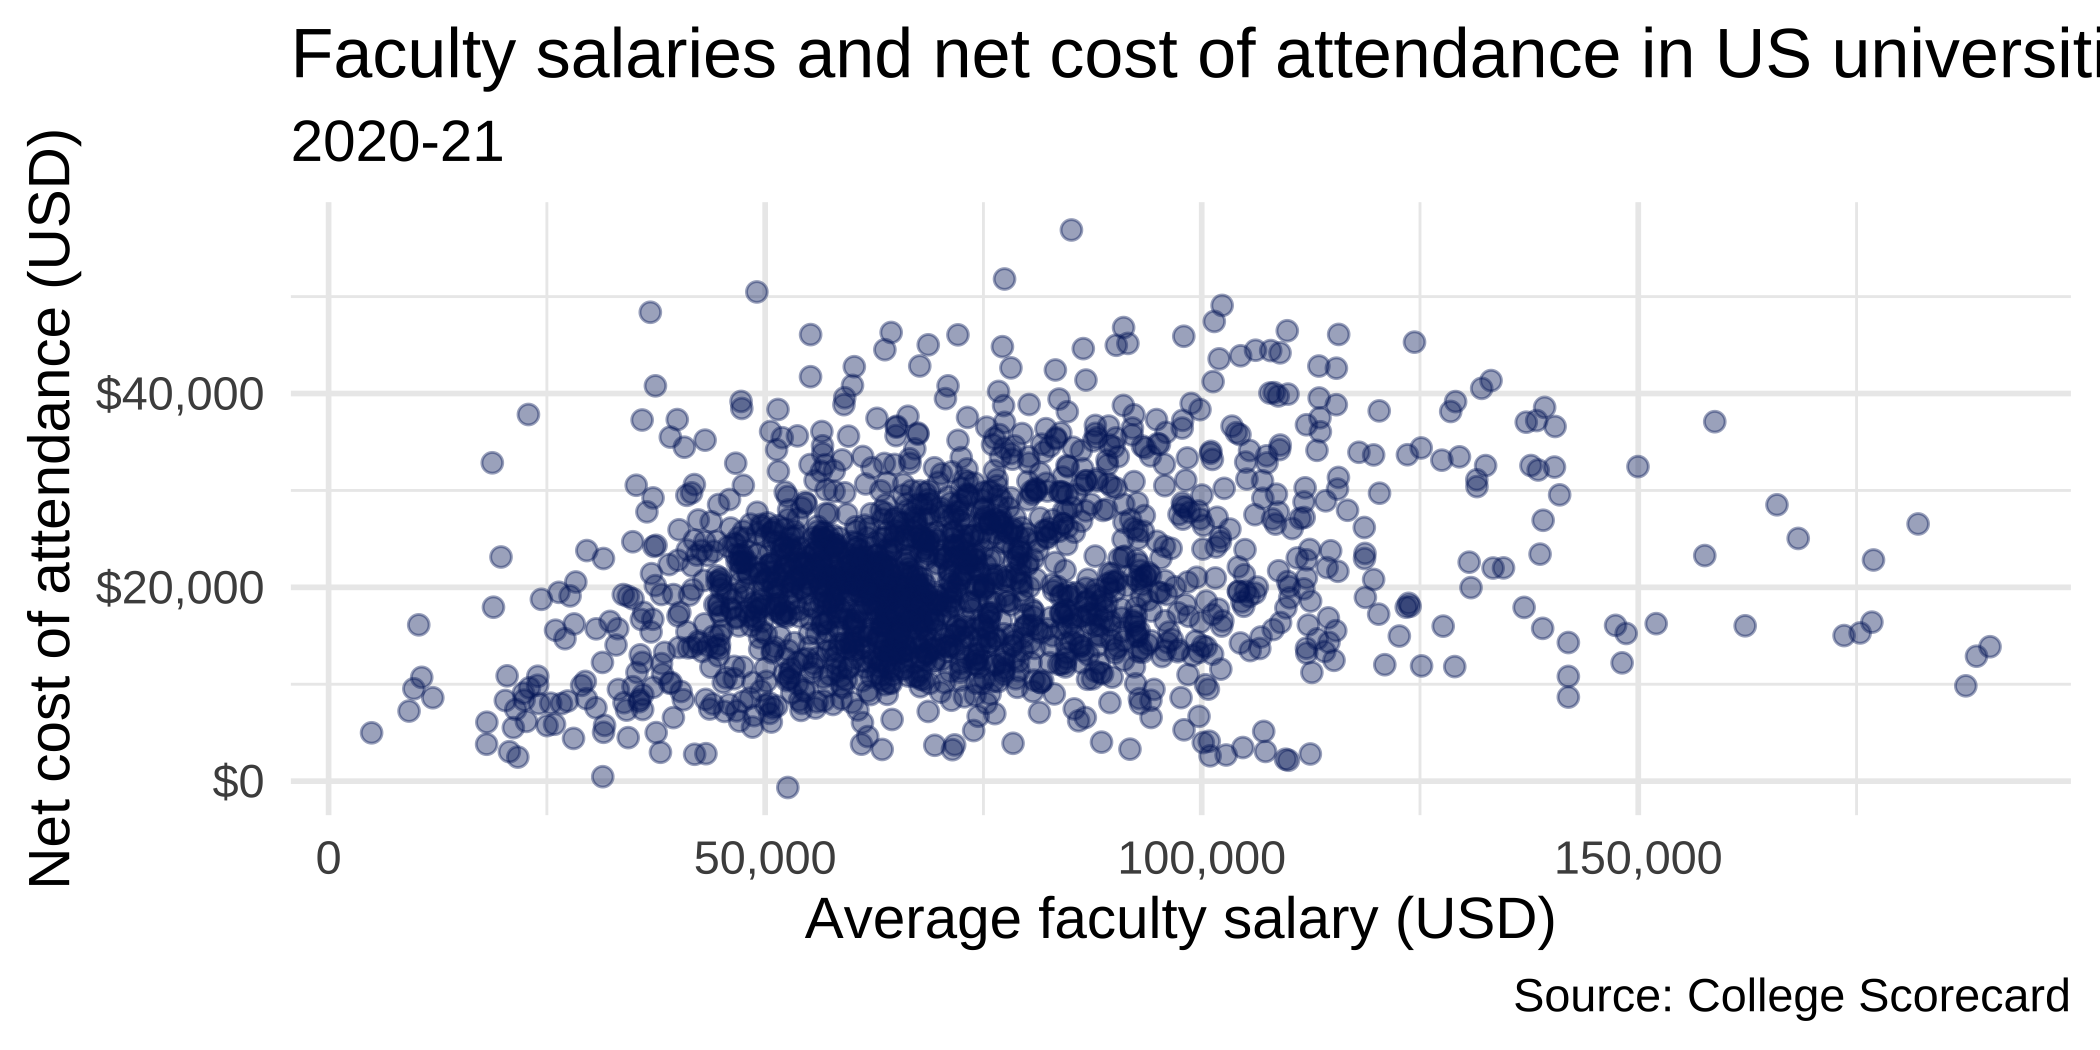 Faculty salaries and net cost of attendance in US universiti
2020-21
Net cost of attendance (USD)
$40,000
$20,000
$0
0 50,000 100,000 150,000
Average faculty salary (USD)
Source: College Scorecard